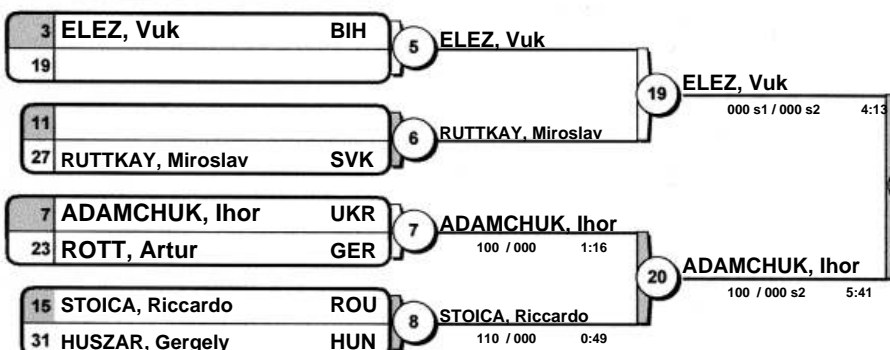 3 ELEZ, Vuk BIH
19
5
ELEZ, Vuk
11
27 RUTTKAY, Miroslav SVK
6
RUTTKAY, Miroslav
19
ELEZ, Vuk
000 s1 / 000 s2 4:13
7 ADAMCHUK, Ihor UKR
23 ROTT, Artur GER
7
ADAMCHUK, Ihor
100 / 000 1:16
15 STOICA, Riccardo ROU
31 HUSZAR, Gergely HUN
8
STOICA, Riccardo
110 / 000 0:49
20
ADAMCHUK, Ihor
100 / 000 s2 5:41